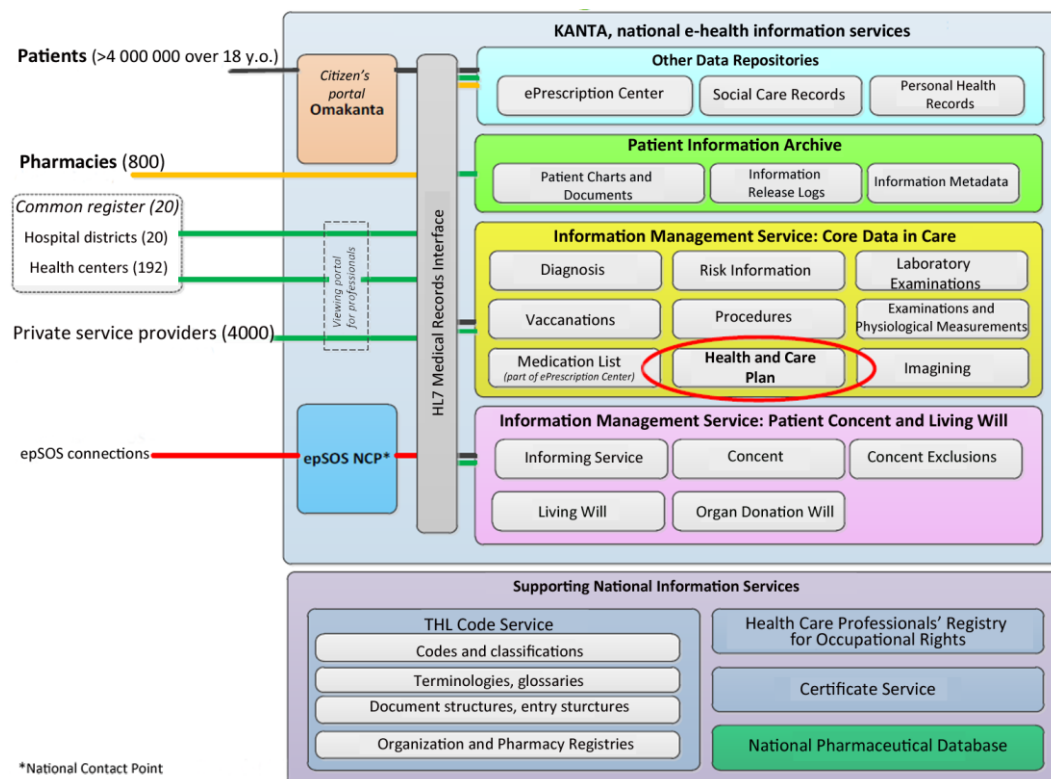 KANTA, national e-health information services
Patients (>4 000 000 over 18 y.o.)
Citizen's
portal
Omakanta
Pharmacies (800)
Common register (20)
Hospital districts (20)
Health centers (192)
Viewing portal
for professionals
Private service providers (4000)
epSOS connections
epSOS NCP*
HL7 Medical Records Interface
Other Data Repositories
ePrescription Center
Social Care Records
Personal Health
Records
Patient Information Archive
Patient Charts and
Documents
Information
Release Logs
Information Metadata
Information Management Service: Core Data in Care
Diagnosis
Risk Information
Laboratory
Examinations
Vaccanations
Procedures
Examinations and
Physiological Measurements
Medication List
(part of ePrescription Center)
Health and Care
Plan
Imagining
Information Management Service: Patient Concent and Living Will
Informing Service
Concent
Concent Exclusions
Living Will
Organ Donation Will
Supporting National Information Services
THL Code Service
Codes and classifications
Terminologies, glossaries
Document structures, entry sturctures
Organization and Pharmacy Registries
Health Care Professionals' Registry
for Occupational Rights
Certificate Service
National Pharmaceutical Database
*National Contact Point